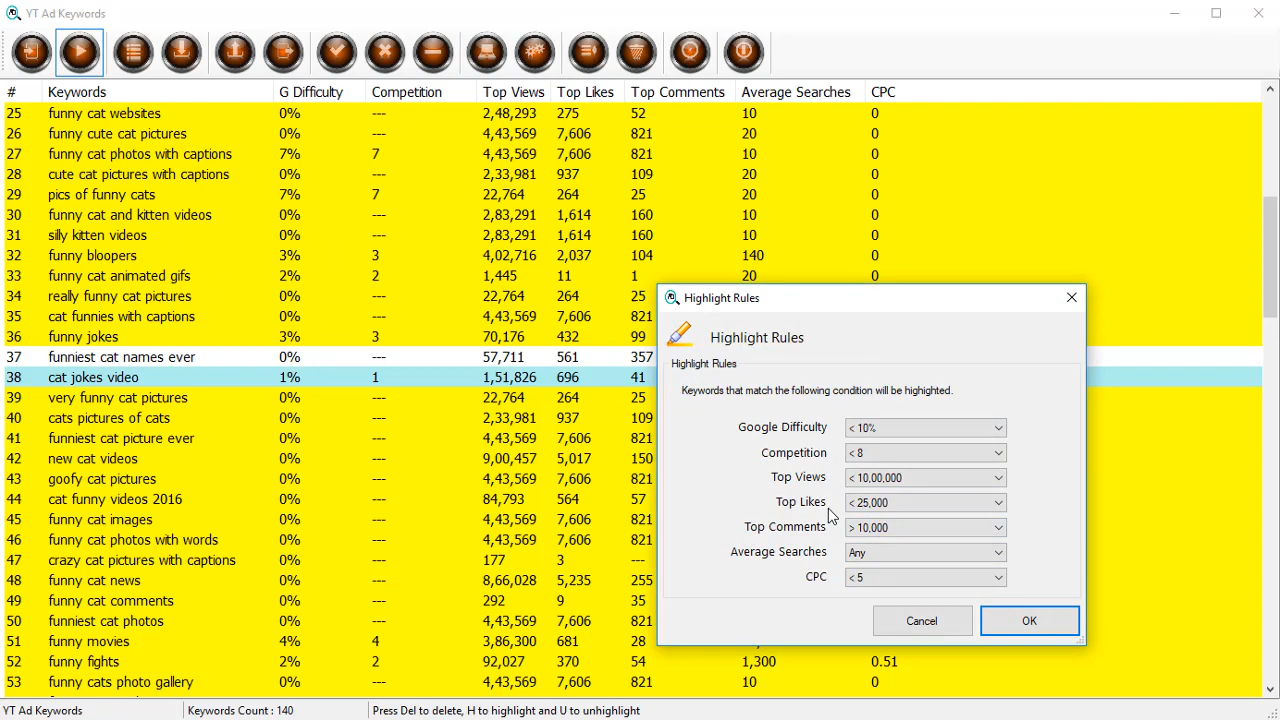 YT Ad Keywords
# Keywords G Difficulty Competition Top Views Top Likes Top Comments Average Searches CPC
25 funny cat websites 0% --- 2,48,293 275 52 10 0
26 funny cute cat pictures 0% --- 4,43,569 7,606 821 20 0
27 funny cat photos with captions 7% 7 4,43,569 7,606 821 10 0
28 cute cat pictures with captions 0% --- 2,33,981 937 109 20 0
29 pics of funny cats 7% 7 22,764 264 25 10 0
30 funny cat and kitten videos 0% --- 2,83,291 1,614 160 10 0
31 silly kitten videos 0% --- 2,83,291 1,614 160 10 0
32 funny bloopers 3% 3 4,02,716 2,037 104 140 0
33 funny cat animated gifs 2% 2 1,445 11 1 20 0
34 really funny cat pictures 0% --- 22,764 264 25
35 cat funnies with captions 0% --- 4,43,569 7,606 821
36 funny jokes 3% 3 70,176 432 99
37 funniest cat names ever 0% --- 57,711 561 357
38 cat jokes video 1% 1 1,51,826 696 41
39 very funny cat pictures 0% --- 22,764 264 25
40 cats pictures of cats 0% --- 2,33,981 937 109
41 funniest cat picture ever 0% --- 4,43,569 7,606 821
42 new cat videos 0% --- 9,00,457 5,017 150
43 goofy cat pictures 0% --- 4,43,569 7,606 821
44 cat funny videos 2016 0% --- 84,793 564 57
45 funny cat images 0% --- 4,43,569 7,606 821
46 funny cat photos with words 0% --- 4,43,569 7,606 821
47 crazy cat pictures with captions 0% --- 177 3 ---
48 funny cat news 0% --- 8,66,028 5,235 255
49 funny cat comments 0% --- 292 9 35
50 funniest cat photos 0% --- 4,43,569 7,606 821
51 funny movies 4% 4 3,86,300 681 28
52 funny fights 2% 2 92,027 370 54 1,300 0.51
53 funny cats photo gallery 0% --- 4,43,569 7,606 821 10 0
Highlight Rules
Highlight Rules
Highlight Rules
Keywords that match the following condition will be highlighted.
Google Difficulty < 10%
Competition < 8
Top Views < 10,00,000
Top Likes < 25,000
Top Comments > 10,000
Average Searches Any
CPC < 5
Cancel OK
YT Ad Keywords Keywords Count : 140 Press Del to delete, H to highlight and U to unhighlight